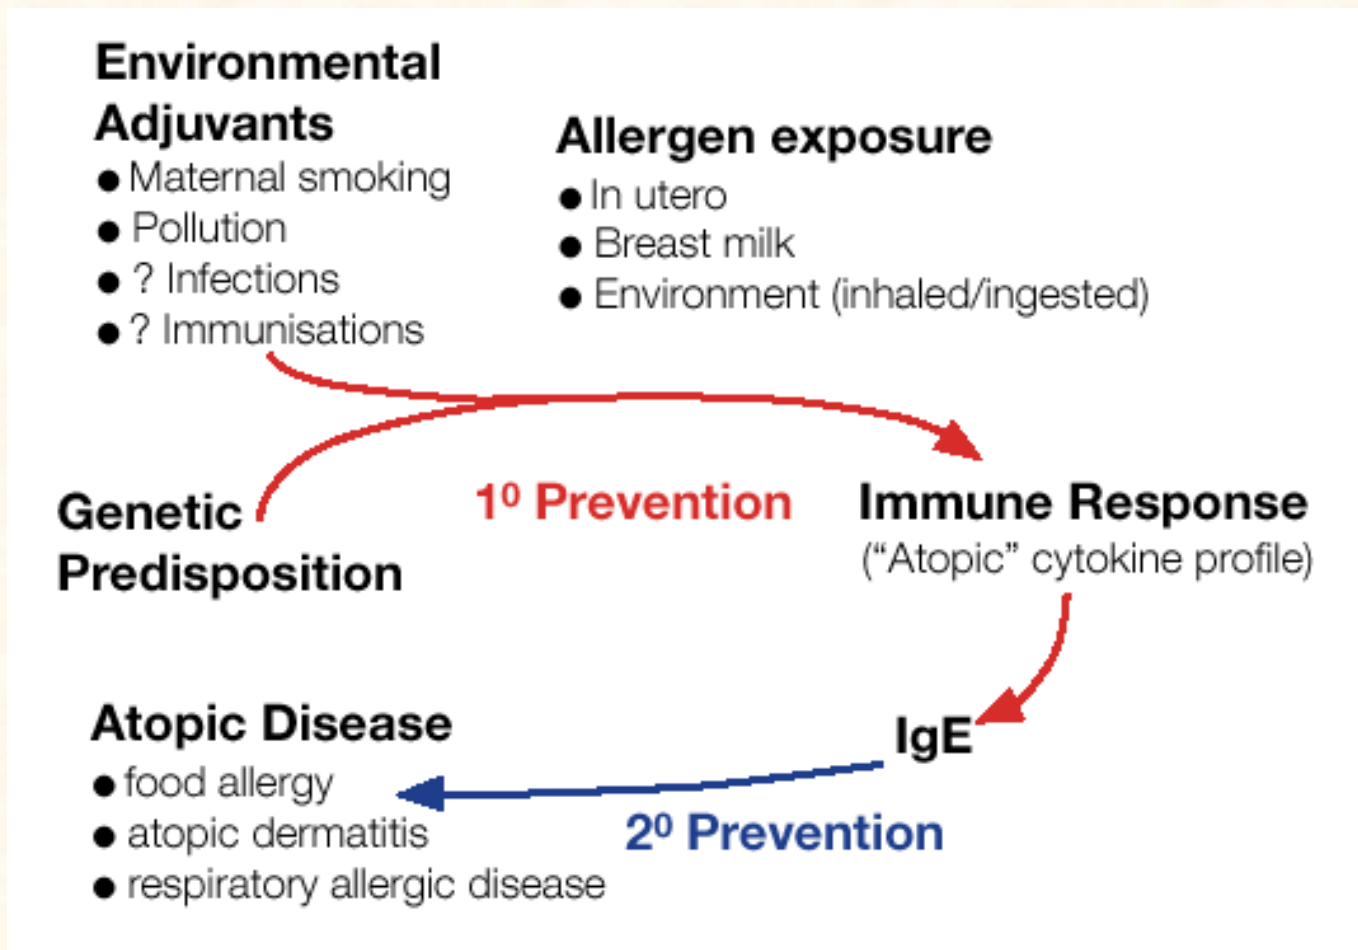 Environmental
Adjuvants
● Maternal smoking
● Pollution
● ? Infections
● ? Immunisations
Allergen exposure
● In utero
● Breast milk
● Environment (inhaled/ingested)
Genetic
Predisposition
1⁰ Prevention
Immune Response
(“Atopic” cytokine profile)
IgE
2⁰ Prevention
Atopic Disease
● food allergy
● atopic dermatitis
● respiratory allergic disease